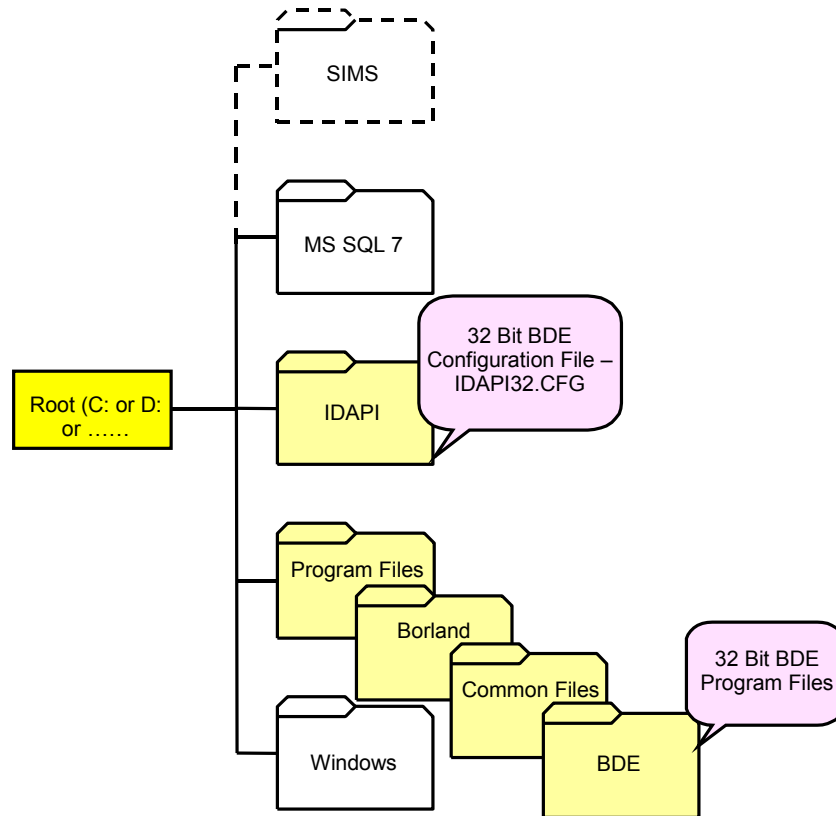 SIMS
MS SQL 7
32 Bit BDE
Configuration File –
IDAPI32.CFG
Root (C: or D:
or ……
IDAPI
Program Files
Borland
Common Files
32 Bit BDE
Program Files
Windows
BDE